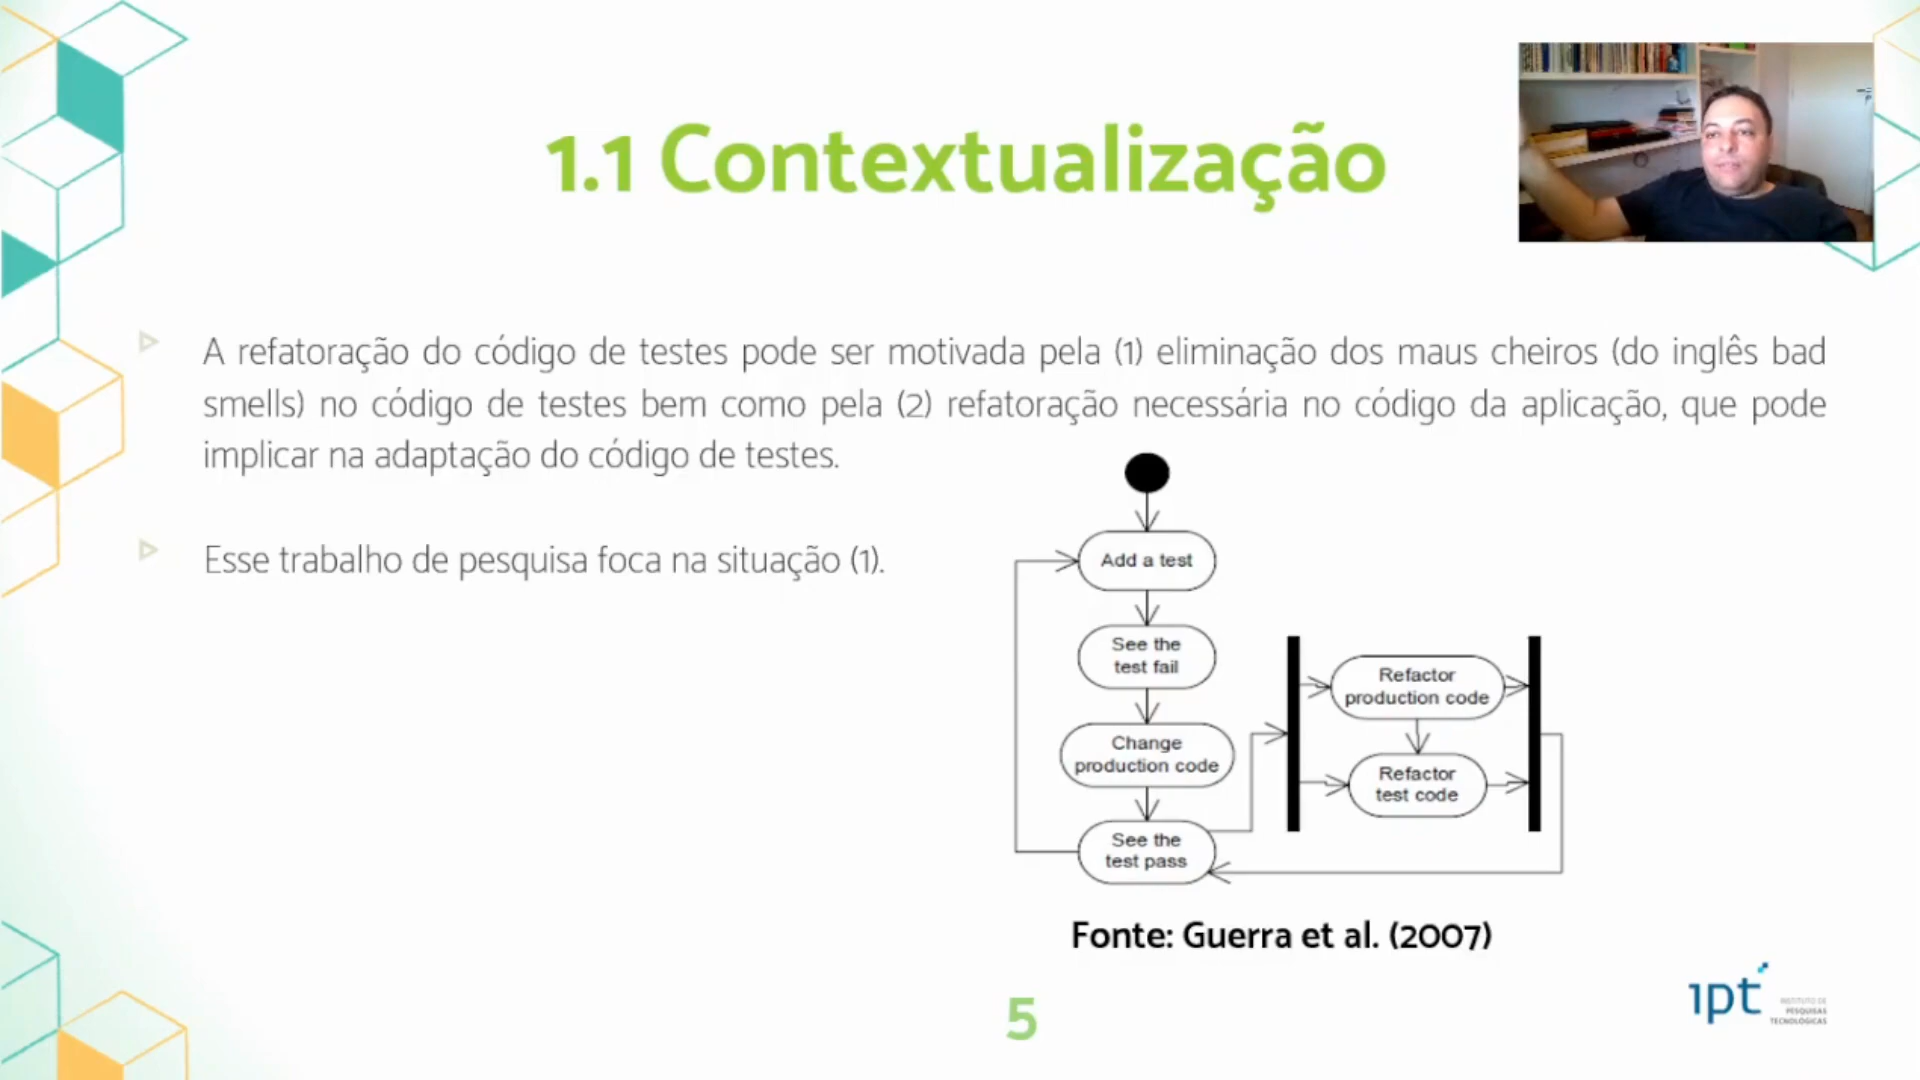 1.1 Contextualização
A refatoração do código de testes pode ser motivada pela (1) eliminação dos maus cheiros (do inglês bad
smells) no código de testes bem como pela (2) refatoração necessária no código da aplicação, que pode
implicar na adaptação do código de testes.
Esse trabalho de pesquisa foca na situação (1).
Add a test
See the
test fail
Change
production code
See the
test pass
Refactor
production code
Refactor
test code
Fonte: Guerra et al. (2007)
5
ipt
INSTITUTO DE
PESQUISAS
TECNOLÓGICAS